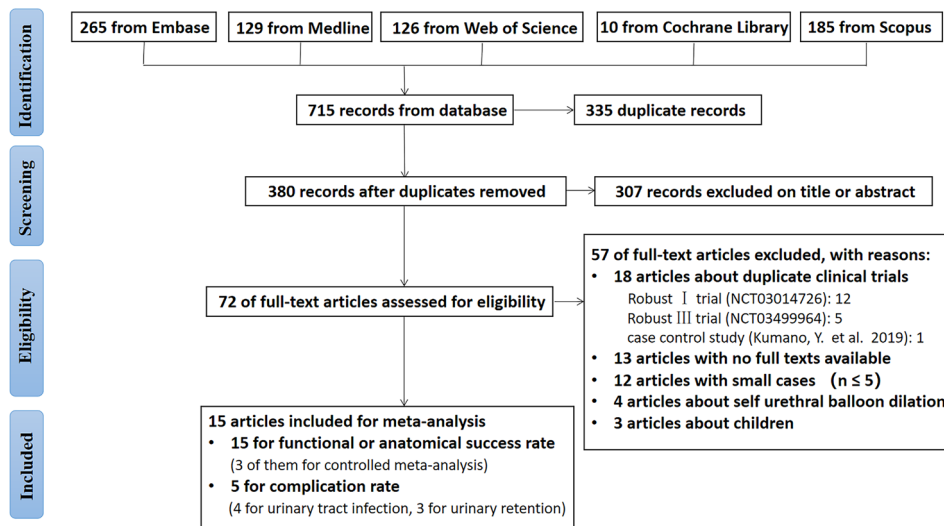 Identification
265 from Embase
129 from Medline
126 from Web of Science
10 from Cochrane Library
185 from Scopus
715 records from database
335 duplicate records
Screening
380 records after duplicates removed
307 records excluded on title or abstract
Eligibility
72 of full-text articles assessed for eligibility
57 of full-text articles excluded, with reasons:
• 18 articles about duplicate clinical trials
Robust Ⅰ trial (NCT03014726): 12
Robust Ⅲ trial (NCT03499964): 5
case control study (Kumano, Y. et al. 2019): 1
• 13 articles with no full texts available
• 12 articles with small cases (n ≤ 5)
• 4 articles about self urethral balloon dilation
• 3 articles about children
Included
15 articles included for meta-analysis
• 15 for functional or anatomical success rate
(3 of them for controlled meta-analysis)
• 5 for complication rate
(4 for urinary tract infection, 3 for urinary retention)